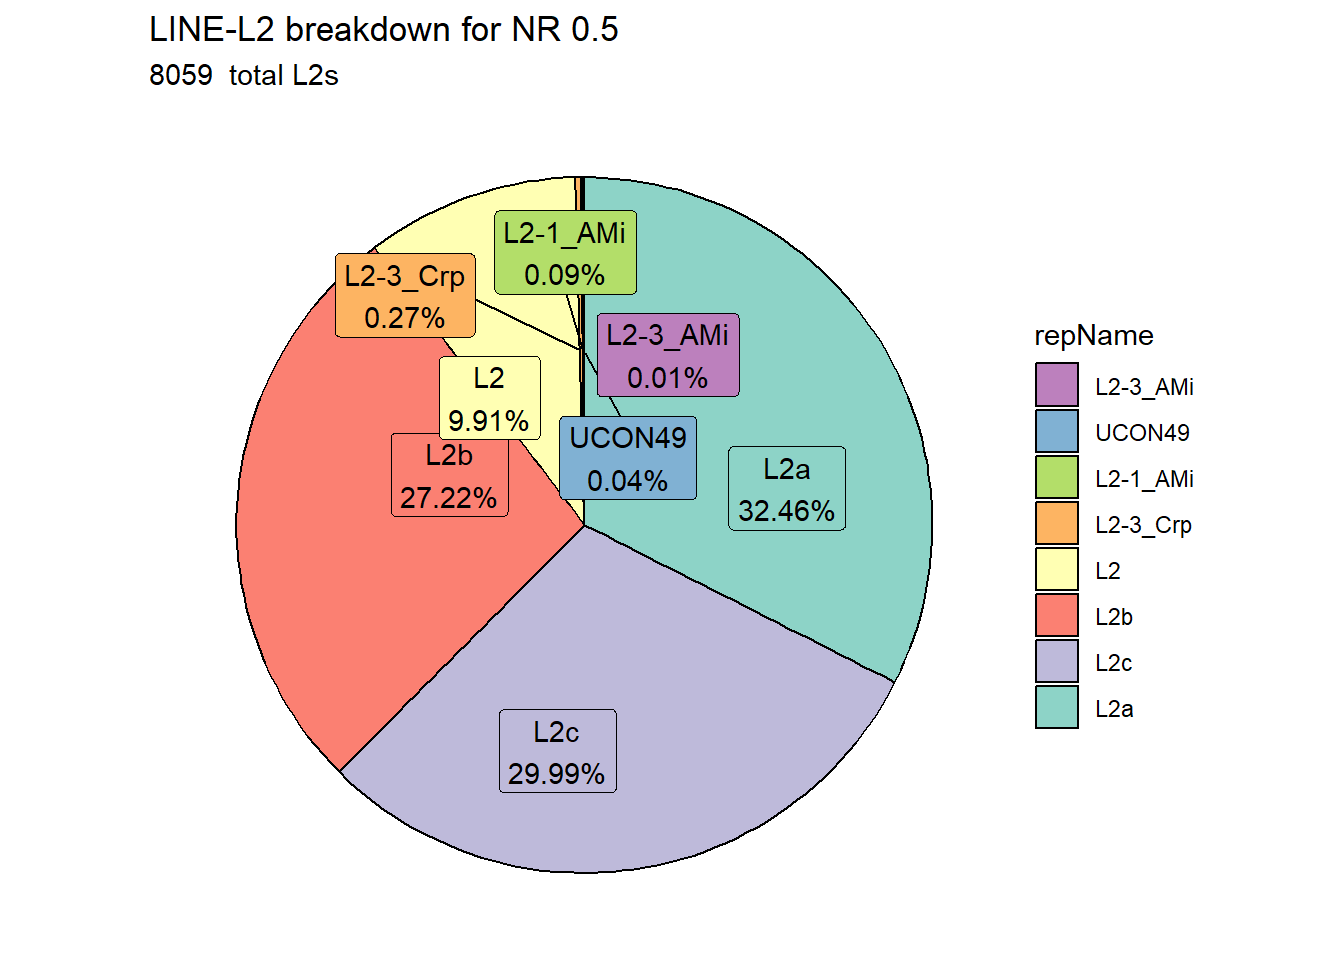 LINE-L2 breakdown for NR 0.5
8059  total L2s
L2-1_AMi
0.09%
L2-3_Crp
0.27%
L2-3_AMi
0.01%
L2
9.91%
UCON49
0.04%
L2b
27.22%
L2a
32.46%
L2c
29.99%
repName
L2-3_AMi
UCON49
L2-1_AMi
L2-3_Crp
L2
L2b
L2c
L2a